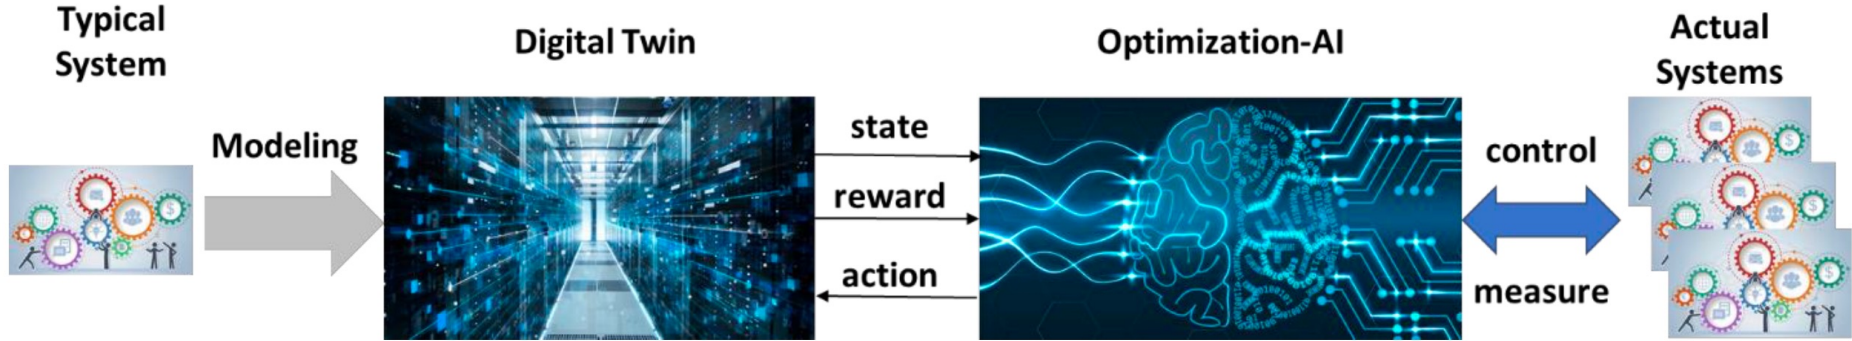 Typical
System
Modeling
Digital Twin
state
reward
action
Optimization-AI
control
measure
Actual
Systems